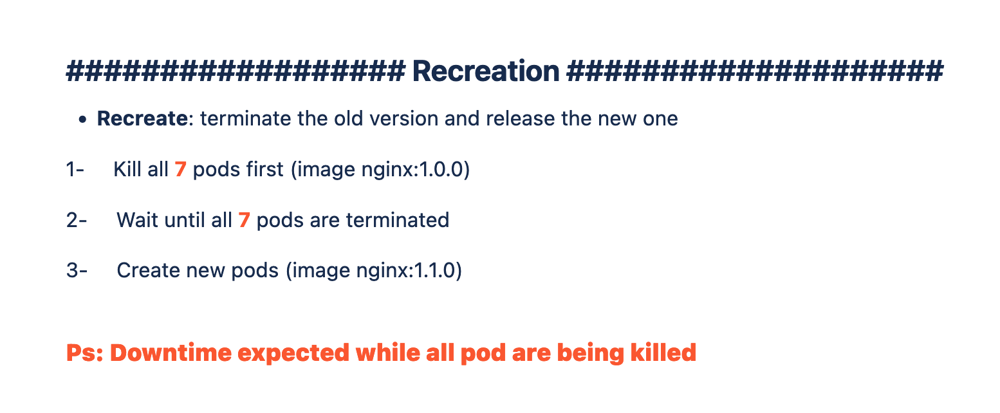 ################## Recreation ####################
• Recreate: terminate the old version and release the new one
1- Kill all 7 pods first (image nginx:1.0.0)
2- Wait until all 7 pods are terminated
3- Create new pods (image nginx:1.1.0)
Ps: Downtime expected while all pod are being killed